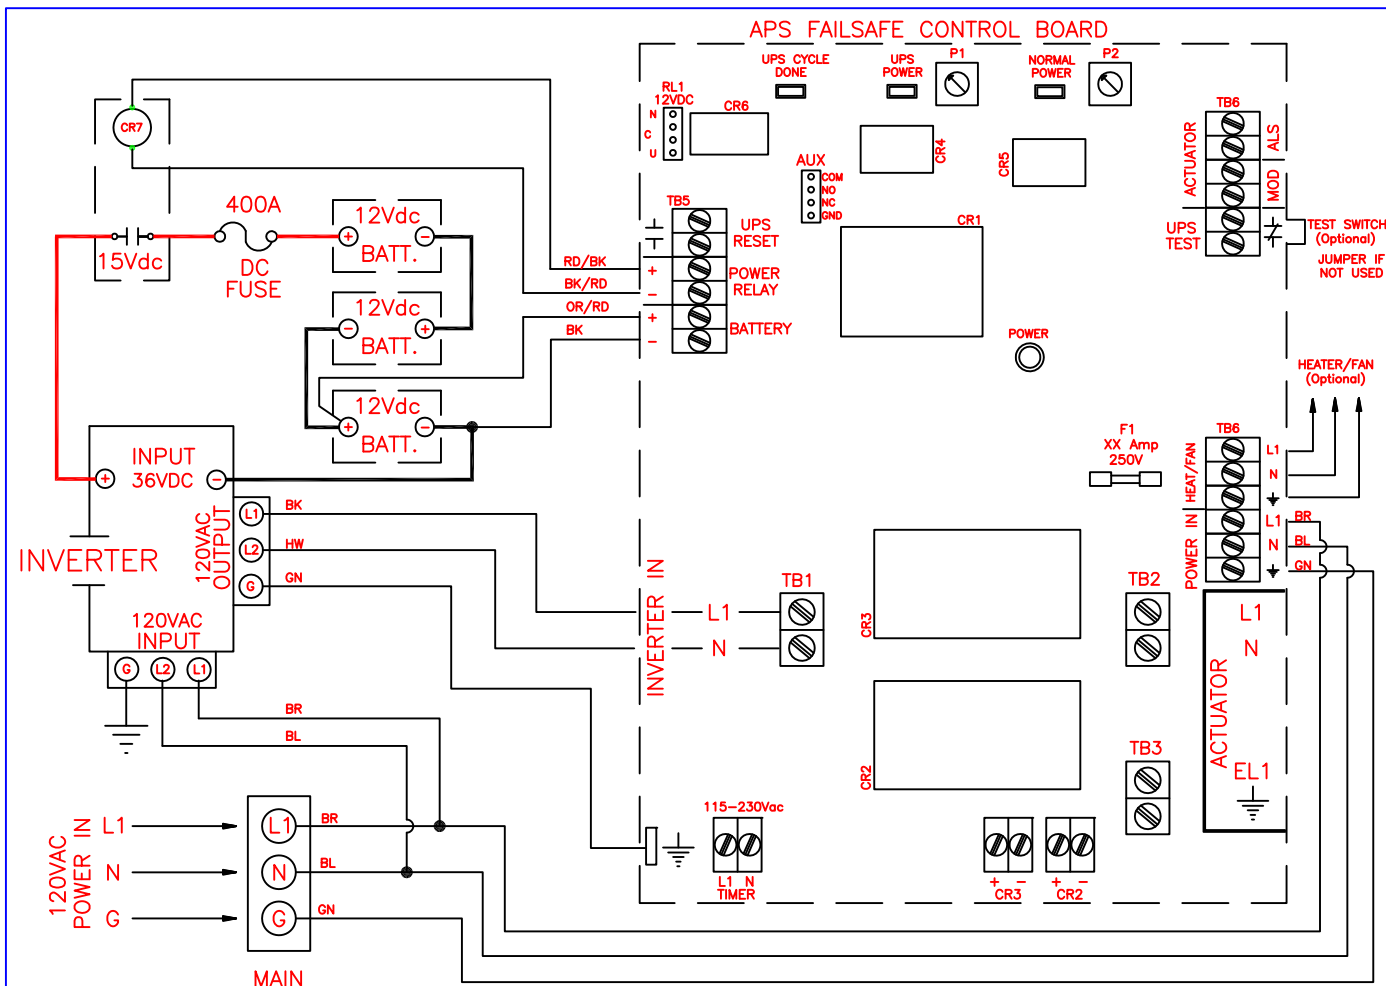 APS FAILSAFE CONTROL BOARD
UPS CYCLE
DONE
UPS
POWER
P1
NORMAL
POWER
P2
RL1
12VDC
N
C
U
CR6
CR4
CR5
TB6
ACTUATOR
ALS
MOD
UPS
TEST
TEST SWITCH
(Optional)
JUMPER IF
NOT USED
CR7
AUX
COM
NO
NC
GND
CR1
TB5
UPS
RESET
POWER
RELAY
BATTERY
RD/BK
+
BK/RD
-
OR/RD
+
BK
-
15Vdc
400A
DC
FUSE
12Vdc
+
-
BATT.
12Vdc
-
+
BATT.
12Vdc
+
-
BATT.
POWER
HEATER/FAN
(Optional)
F1
XX Amp
250V
TB6
HEAT/FAN
L1
N
POWER IN
L1
N
BR
BL
GN
INPUT
36VDC
+
-
INVERTER
120VAC
OUTPUT
L1
L2
G
BK
HW
GN
120VAC
INPUT
G
L2
L1
BR
BL
INVERTER IN
L1
N
TB1
CR3
TB2
L1
N
ACTUATOR
EL1
CR2
TB3
115-230Vac
L1 N
TIMER
+ -
CR3
+ -
CR2
120VAC
POWER IN
L1
N
G
L1
N
G
BR
BL
GN
MAIN